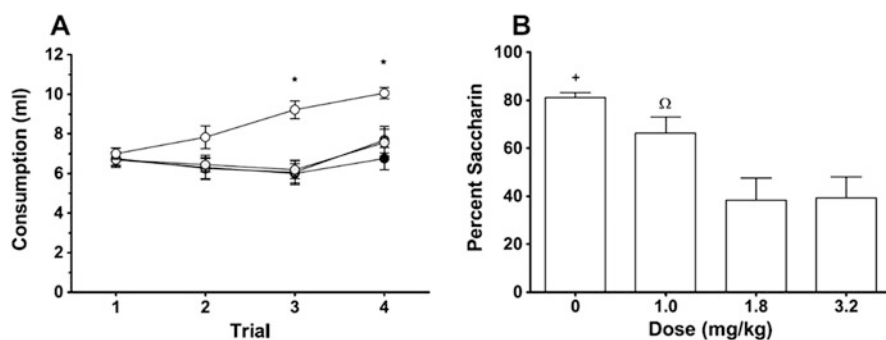 A
Consumption (ml)
12
10
8
6
4
2
0
* *
1 2 3 4
Trial
B
Percent Saccharin
100
80
60
40
20
0
+
Ω
0 1.0 1.8 3.2
Dose (mg/kg)